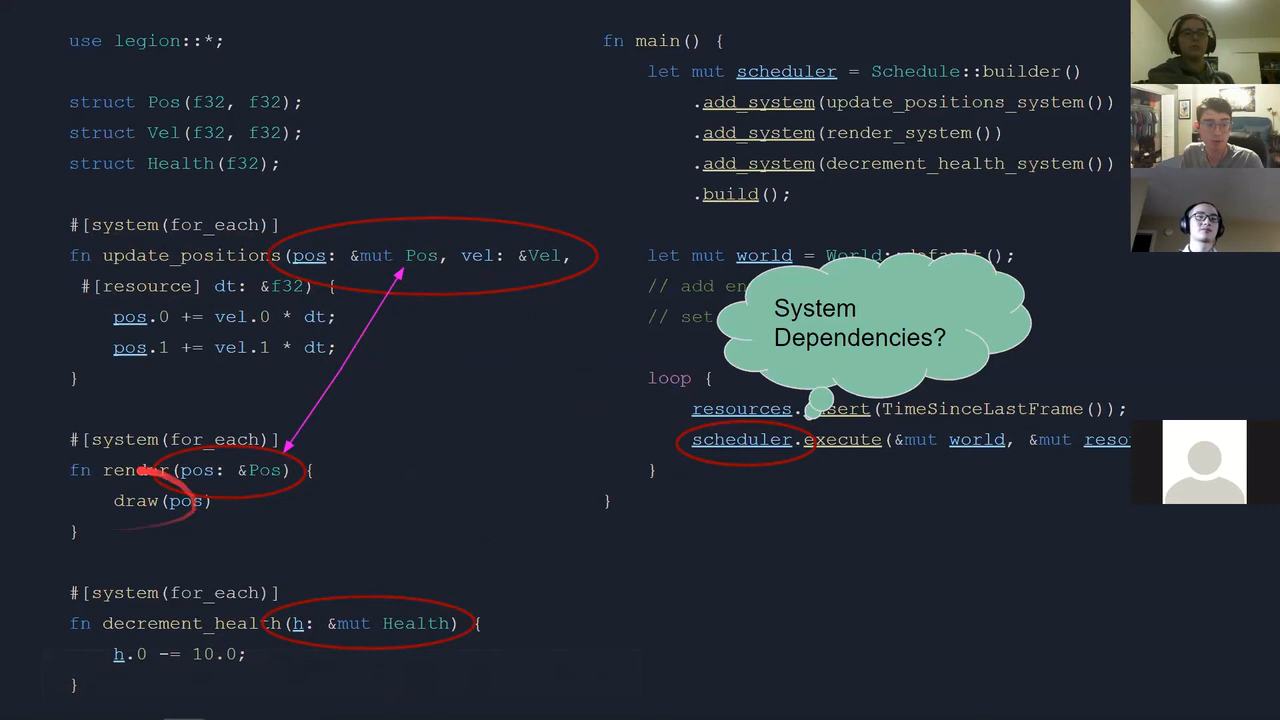 use legion::*;
struct Pos(f32, f32);
struct Vel(f32, f32);
struct Health(f32);
#[system(for_each)]
fn update_positions(pos: &mut Pos, vel: &Vel,
#[resource] dt: &f32) {
pos.0 += vel.0 * dt;
pos.1 += vel.1 * dt;
}
#[system(for_each)]
fn render(pos: &Pos) {
draw(pos)
}
#[system(for_each)]
fn decrement_health(h: &mut Health) {
h.0 -= 10.0;
}
fn main() {
let mut scheduler = Schedule::builder()
.add_system(update_positions_system())
.add_system(render_system())
.add_system(decrement_health_system())
.build();
let mut world = World::default();
// add
// set
System
Dependencies?
loop {
resources.insert(TimeSinceLastFrame());
scheduler.execute(&mut world, &mut resou
}
}